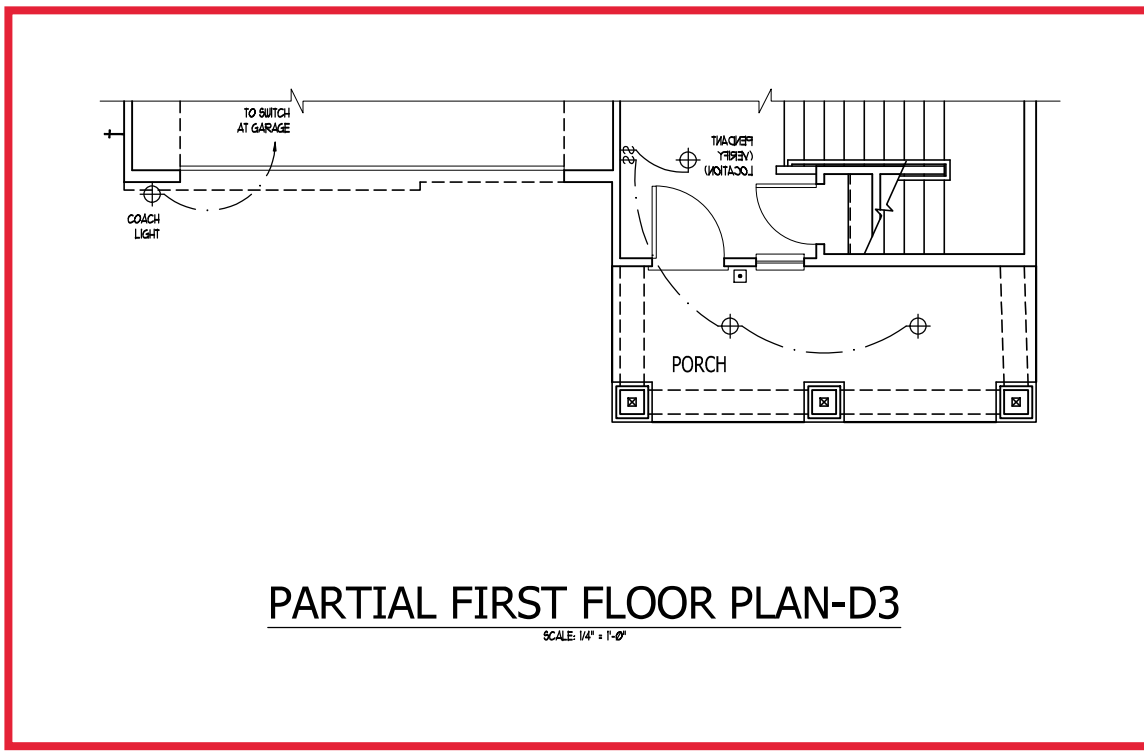 TO SWITCH
AT GARAGE
PENDANT
(VERIFY
LOCATION)
$$
COACH
LIGHT
PORCH
PARTIAL FIRST FLOOR PLAN-D3
SCALE: 1/4" = 1'-0"